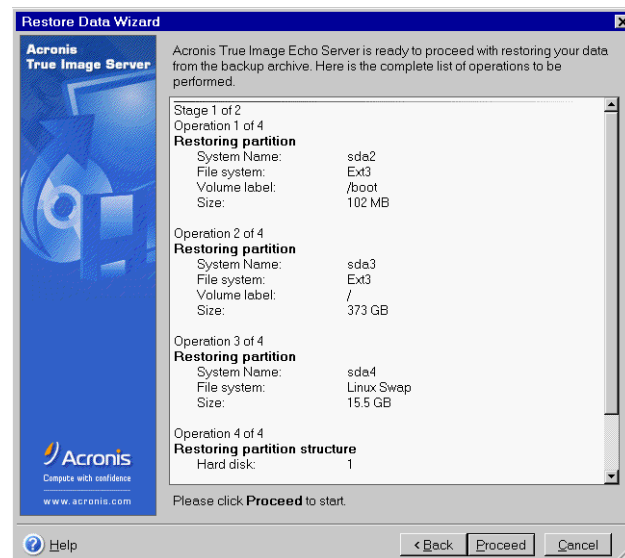 Restore Data Wizard
Acronis
True Image Server
Acronis True Image Echo Server is ready to proceed with restoring your data
from the backup archive. Here is the complete list of operations to be
performed.
Stage 1 of 2
Operation 1 of 4
Restoring partition
System Name: sda2
File system: Ext3
Volume label: /boot
Size: 102 MB
Operation 2 of 4
Restoring partition
System Name: sda3
File system: Ext3
Volume label: /
Size: 373 GB
Operation 3 of 4
Restoring partition
System Name: sda4
File system: Linux Swap
Size: 15.5 GB
Operation 4 of 4
Restoring partition structure
Hard disk: 1
Acronis
Compute with confidence
www.acronis.com
Please click Proceed to start.
Help
< Back
Proceed
Cancel